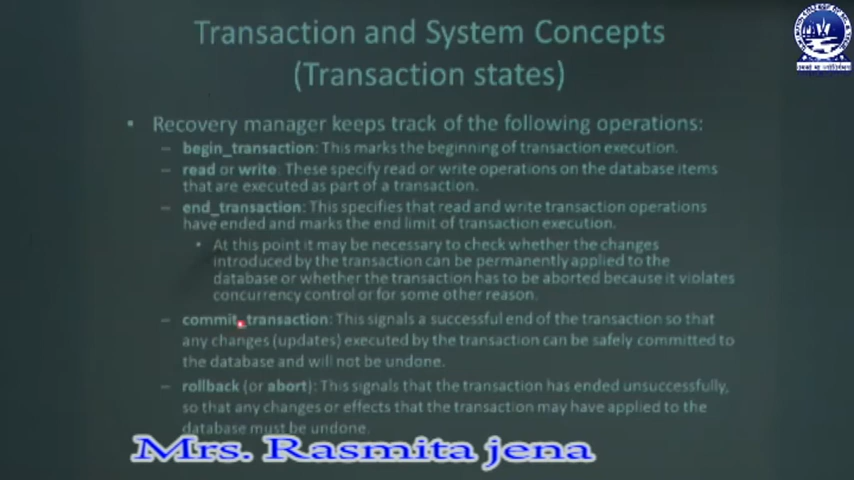 Transaction and System Concepts
(Transaction states)
• Recovery manager keeps track of the following operations:
– begin_transaction: This marks the beginning of transaction execution.
– read or write: These specify read or write operations on the database items
that are executed as part of a transaction.
– end_transaction: This specifies that read and write transaction operations
have ended and marks the end limit of transaction execution.
• At this point it may be necessary to check whether the changes
introduced by the transaction can be permanently applied to the
database or whether the transaction has to be aborted because it violates
concurrency control or for some other reason.
– commit_transaction: This signals a successful end of the transaction so that
any changes (updates) executed by the transaction can be safely committed to
the database and will not be undone.
– rollback (or abort): This signals that the transaction has ended unsuccessfully,
so that any changes or effects that the transaction may have applied to the
database must be undone.
Mrs. Rasmita jena